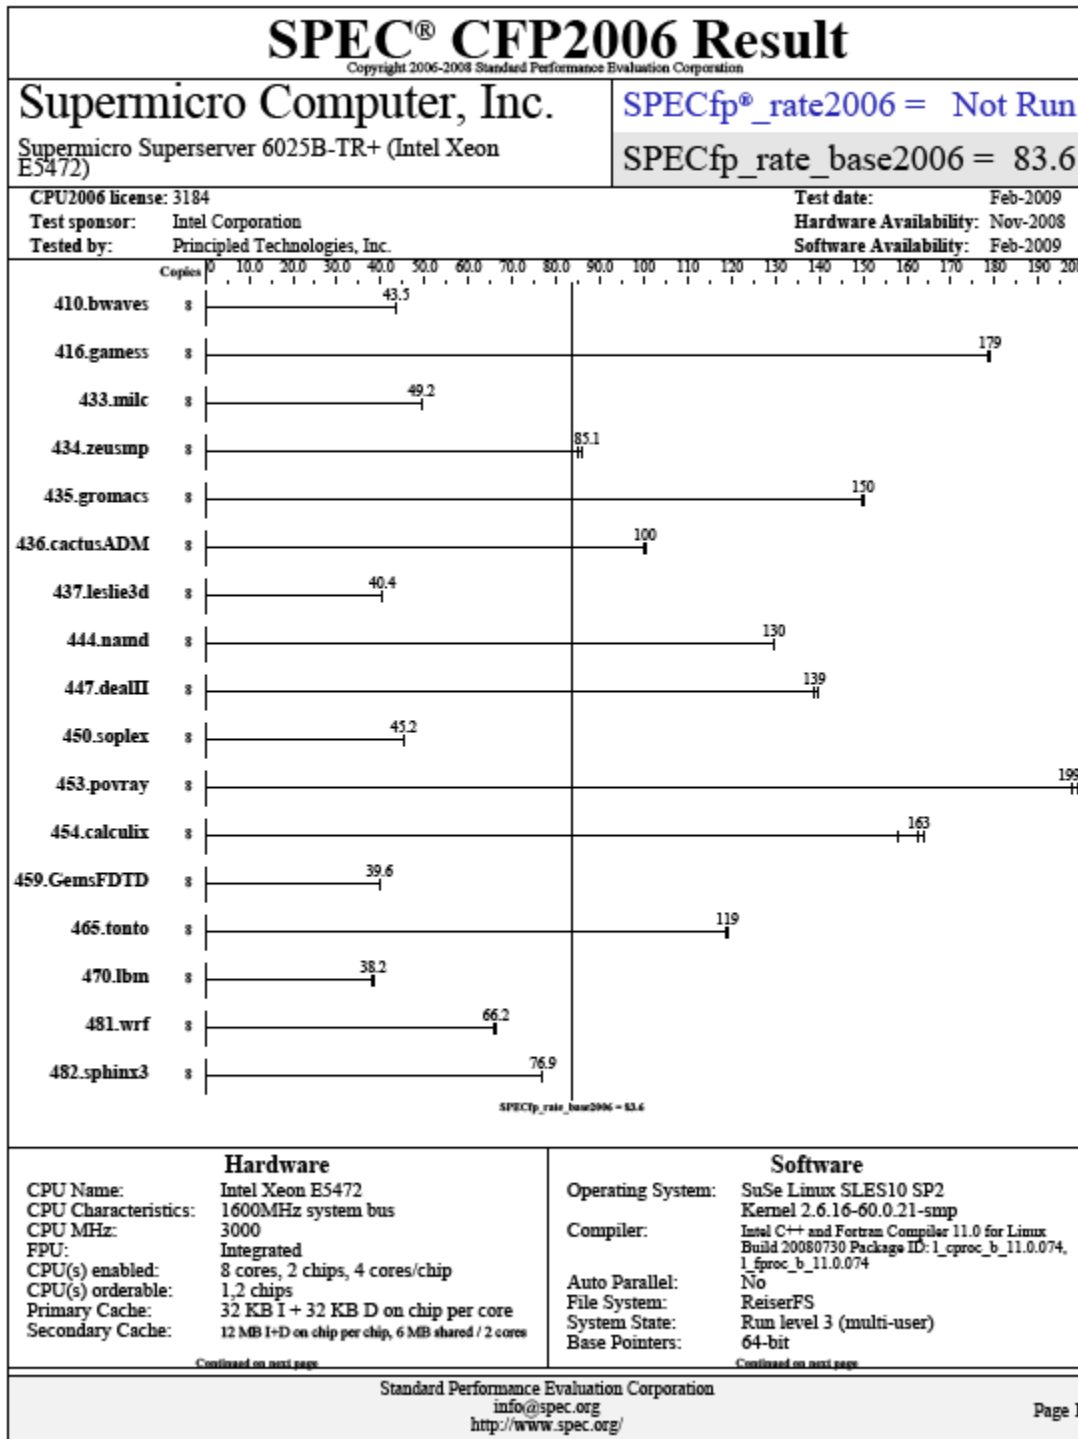 SPEC® CFP2006 Result
Copyright 2006-2008 Standard Performance Evaluation Corporation
Supermicro Computer, Inc.
Supermicro Superserver 6025B-TR+ (Intel Xeon
E5472)
SPECfp®_rate2006 = Not Run
SPECfp_rate_base2006 = 83.6
CPU2006 license: 3184
Test date: Feb-2009
Test sponsor: Intel Corporation
Hardware Availability: Nov-2008
Tested by: Principled Technologies, Inc.
Software Availability: Feb-2009
Copies 0 10.0 20.0 30.0 40.0 50.0 60.0 70.0 80.0 90.0 100 110 120 130 140 150 160 170 180 190 200
410.bwaves 8 43.5
416.gamess 8 179
433.milc 8 49.2
434.zeusmp 8 85.1
435.gromacs 8 150
436.cactusADM 8 100
437.leslie3d 8 40.4
444.namd 8 130
447.dealII 8 139
450.soplex 8 45.2
453.povray 8 199
454.calculix 8 163
459.GemsFDTD 8 39.6
465.tonto 8 119
470.lbm 8 38.2
481.wrf 8 66.2
482.sphinx3 8 76.9
SPECfp_rate_base2006 = 83.6
Hardware
CPU Name: Intel Xeon E5472
CPU Characteristics: 1600MHz system bus
CPU MHz: 3000
FPU: Integrated
CPU(s) enabled: 8 cores, 2 chips, 4 cores/chip
CPU(s) orderable: 1,2 chips
Primary Cache: 32 KB I + 32 KB D on chip per core
Secondary Cache: 12 MB I+D on chip per chip, 6 MB shared / 2 cores
Continued on next page
Software
Operating System: SuSe Linux SLES10 SP2
Kernel 2.6.16-60.0.21-smp
Compiler: Intel C++ and Fortran Compiler 11.0 for Linux
Build 20080730 Package ID: l_cproc_b_11.0.074,
l_fproc_b_11.0.074
Auto Parallel: No
File System: ReiserFS
System State: Run level 3 (multi-user)
Base Pointers: 64-bit
Continued on next page
Standard Performance Evaluation Corporation
info@spec.org
http://www.spec.org/
Page 1